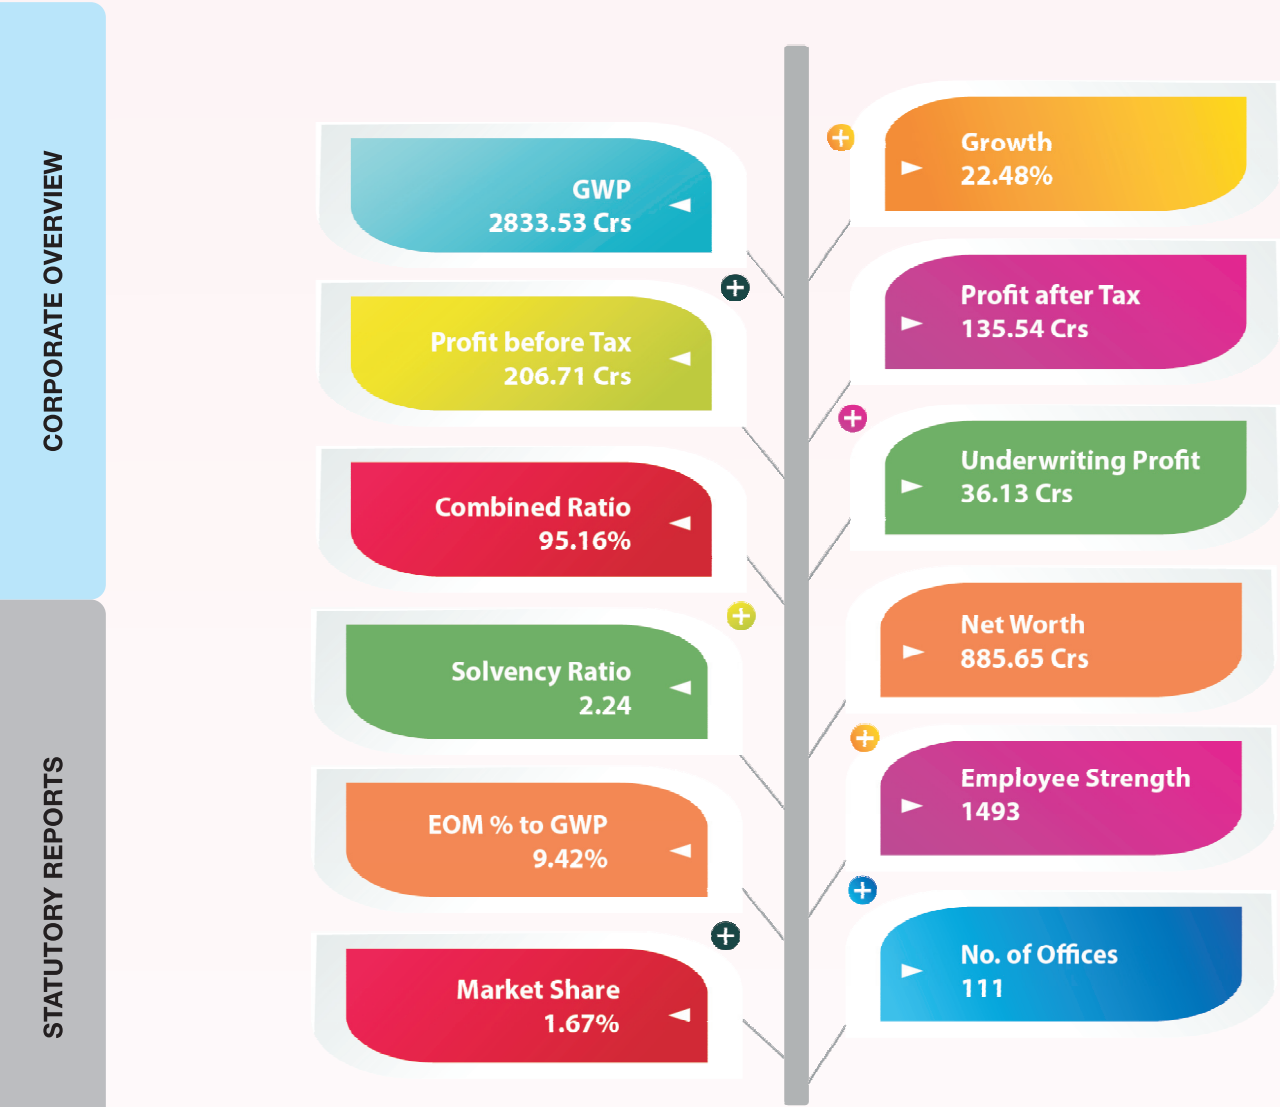 CORPORATE OVERVIEW
STATUTORY REPORTS
GWP
2833.53 Crs
Profit before Tax
206.71 Crs
Combined Ratio
95.16%
Solvency Ratio
2.24
EOM % to GWP
9.42%
Market Share
1.67%
Growth
22.48%
Profit after Tax
135.54 Crs
Underwriting Profit
36.13 Crs
Net Worth
885.65 Crs
Employee Strength
1493
No. of Offices
111